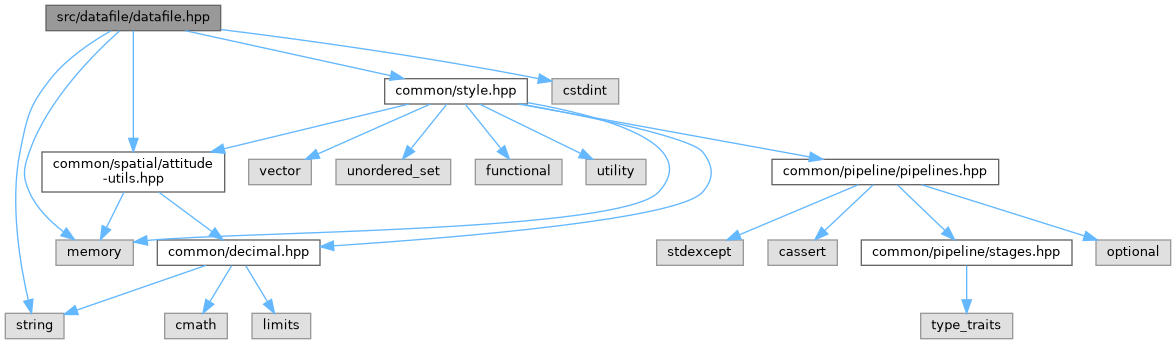 src/datafile/datafile.hpp
common/style.hpp
cstdint
common/spatial/attitude
-utils.hpp
vector
unordered_set
functional
utility
common/pipeline/pipelines.hpp
memory
common/decimal.hpp
stdexcept
cassert
common/pipeline/stages.hpp
optional
string
cmath
limits
type_traits